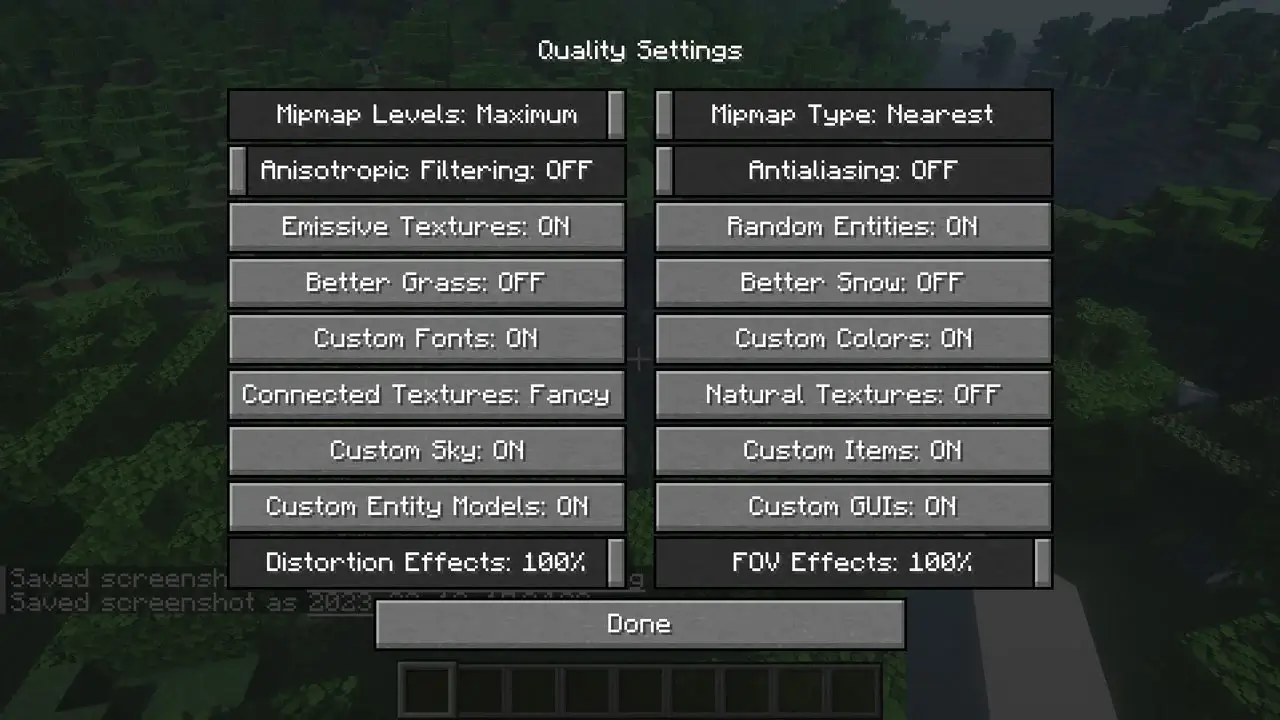 Quality Settings
Mipmap Levels: Maximum
Mipmap Type: Nearest
Anisotropic Filtering: OFF
Antialiasing: OFF
Emissive Textures: ON
Random Entities: ON
Better Grass: OFF
Better Snow: OFF
Custom Fonts: ON
Custom Colors: ON
Connected Textures: Fancy
Natural Textures: OFF
Custom Sky: ON
Custom Items: ON
Custom Entity Models: ON
Custom GUIs: ON
Distortion Effects: 100%
FOV Effects: 100%
Saved
Saved screenshot as
Done